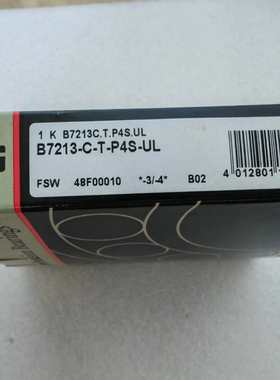 1 K B7213C.T.P4S.UL
B7213-C-T-P4S-UL
FSW 48F00010 *-3/-4* B02
4 012801